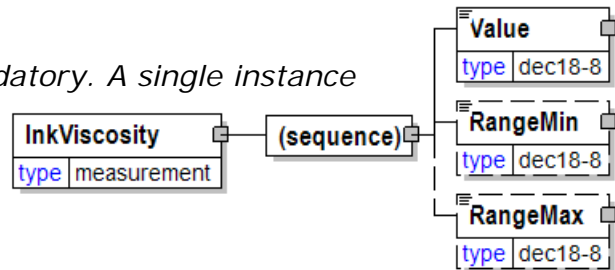 Value
type dec18-8
datory. A single instance
InkViscosity
type measurement
(sequence)
RangeMin
type dec18-8
RangeMax
type dec18-8